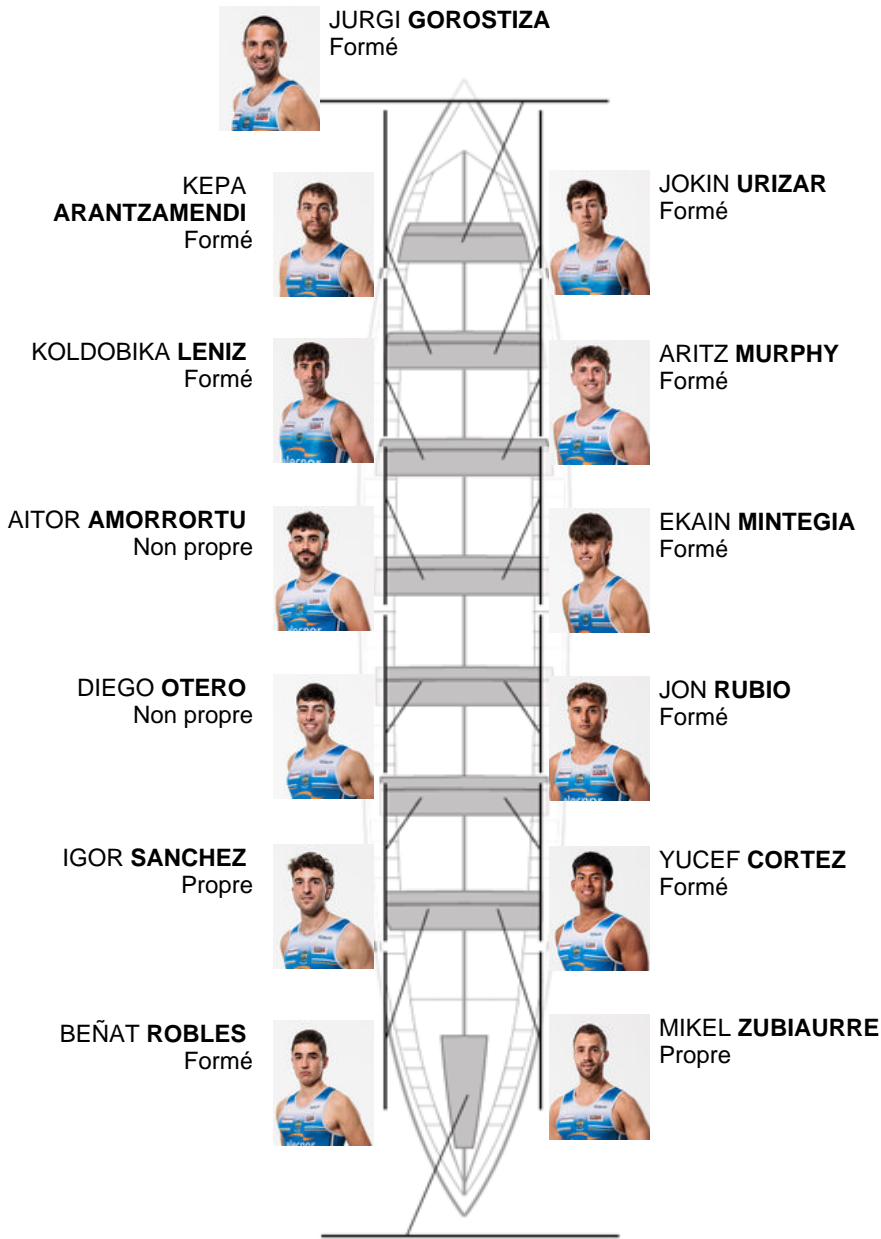 JURGI GOROSTIZA
Formé
KEPA
ARANTZAMENDI
Formé
JOKIN URIZAR
Formé
KOLDOBIKA LENIZ
Formé
ARITZ MURPHY
Formé
AITOR AMORRORTU
Non propre
EKAIN MINTEGIA
Formé
DIEGO OTERO
Non propre
JON RUBIO
Formé
IGOR SANCHEZ
Propre
YUCEF CORTEZ
Formé
BEÑAT ROBLES
Formé
MIKEL ZUBIAURRE
Propre